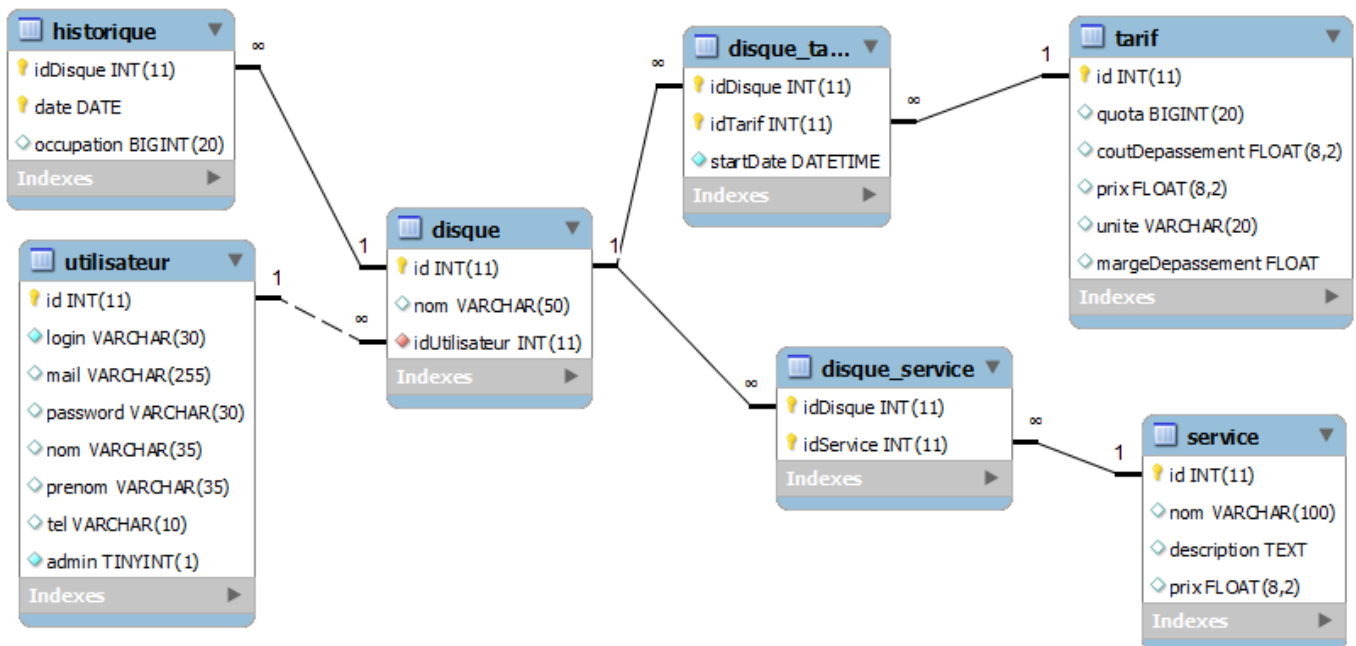 historique
idDisque INT(11)
date DATE
occupation BIGINT(20)
Indexes
∞
1
utilisateur
id INT(11)
login VARCHAR(30)
mail VARCHAR(255)
password VARCHAR(30)
nom VARCHAR(35)
prenom VARCHAR(35)
tel VARCHAR(10)
admin TINYINT(1)
Indexes
1
∞
disque
id INT(11)
nom VARCHAR(50)
idUtilisateur INT(11)
Indexes
1
∞
disque_ta...
idDisque INT(11)
idTarif INT(11)
startDate DATETIME
Indexes
∞
1
tarif
id INT(11)
quota BIGINT(20)
coutDepassement FLOAT(8,2)
prix FLOAT(8,2)
unite VARCHAR(20)
margeDepassement FLOAT
Indexes
∞
disque_service
idDisque INT(11)
idService INT(11)
Indexes
∞
1
service
id INT(11)
nom VARCHAR(100)
description TEXT
prix FLOAT(8,2)
Indexes